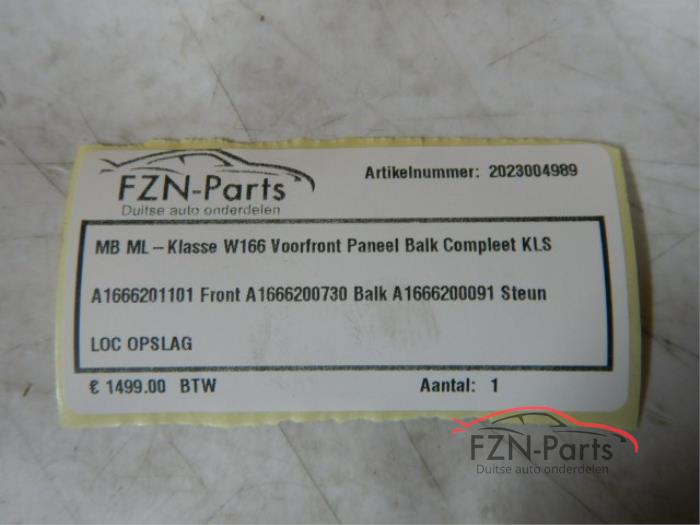 FZN-Parts
Duitse auto onderdelen
Artikelnummer: 2023004989
MB ML-Klasse W166 Voorfront Paneel Balk Compleet KLS
A1666201101 Front A1666200730 Balk A1666200091 Steun
LOC OPSLAG
€ 1499.00 BTW
Aantal: 1
FZN-Parts
Duitse auto onderdelen